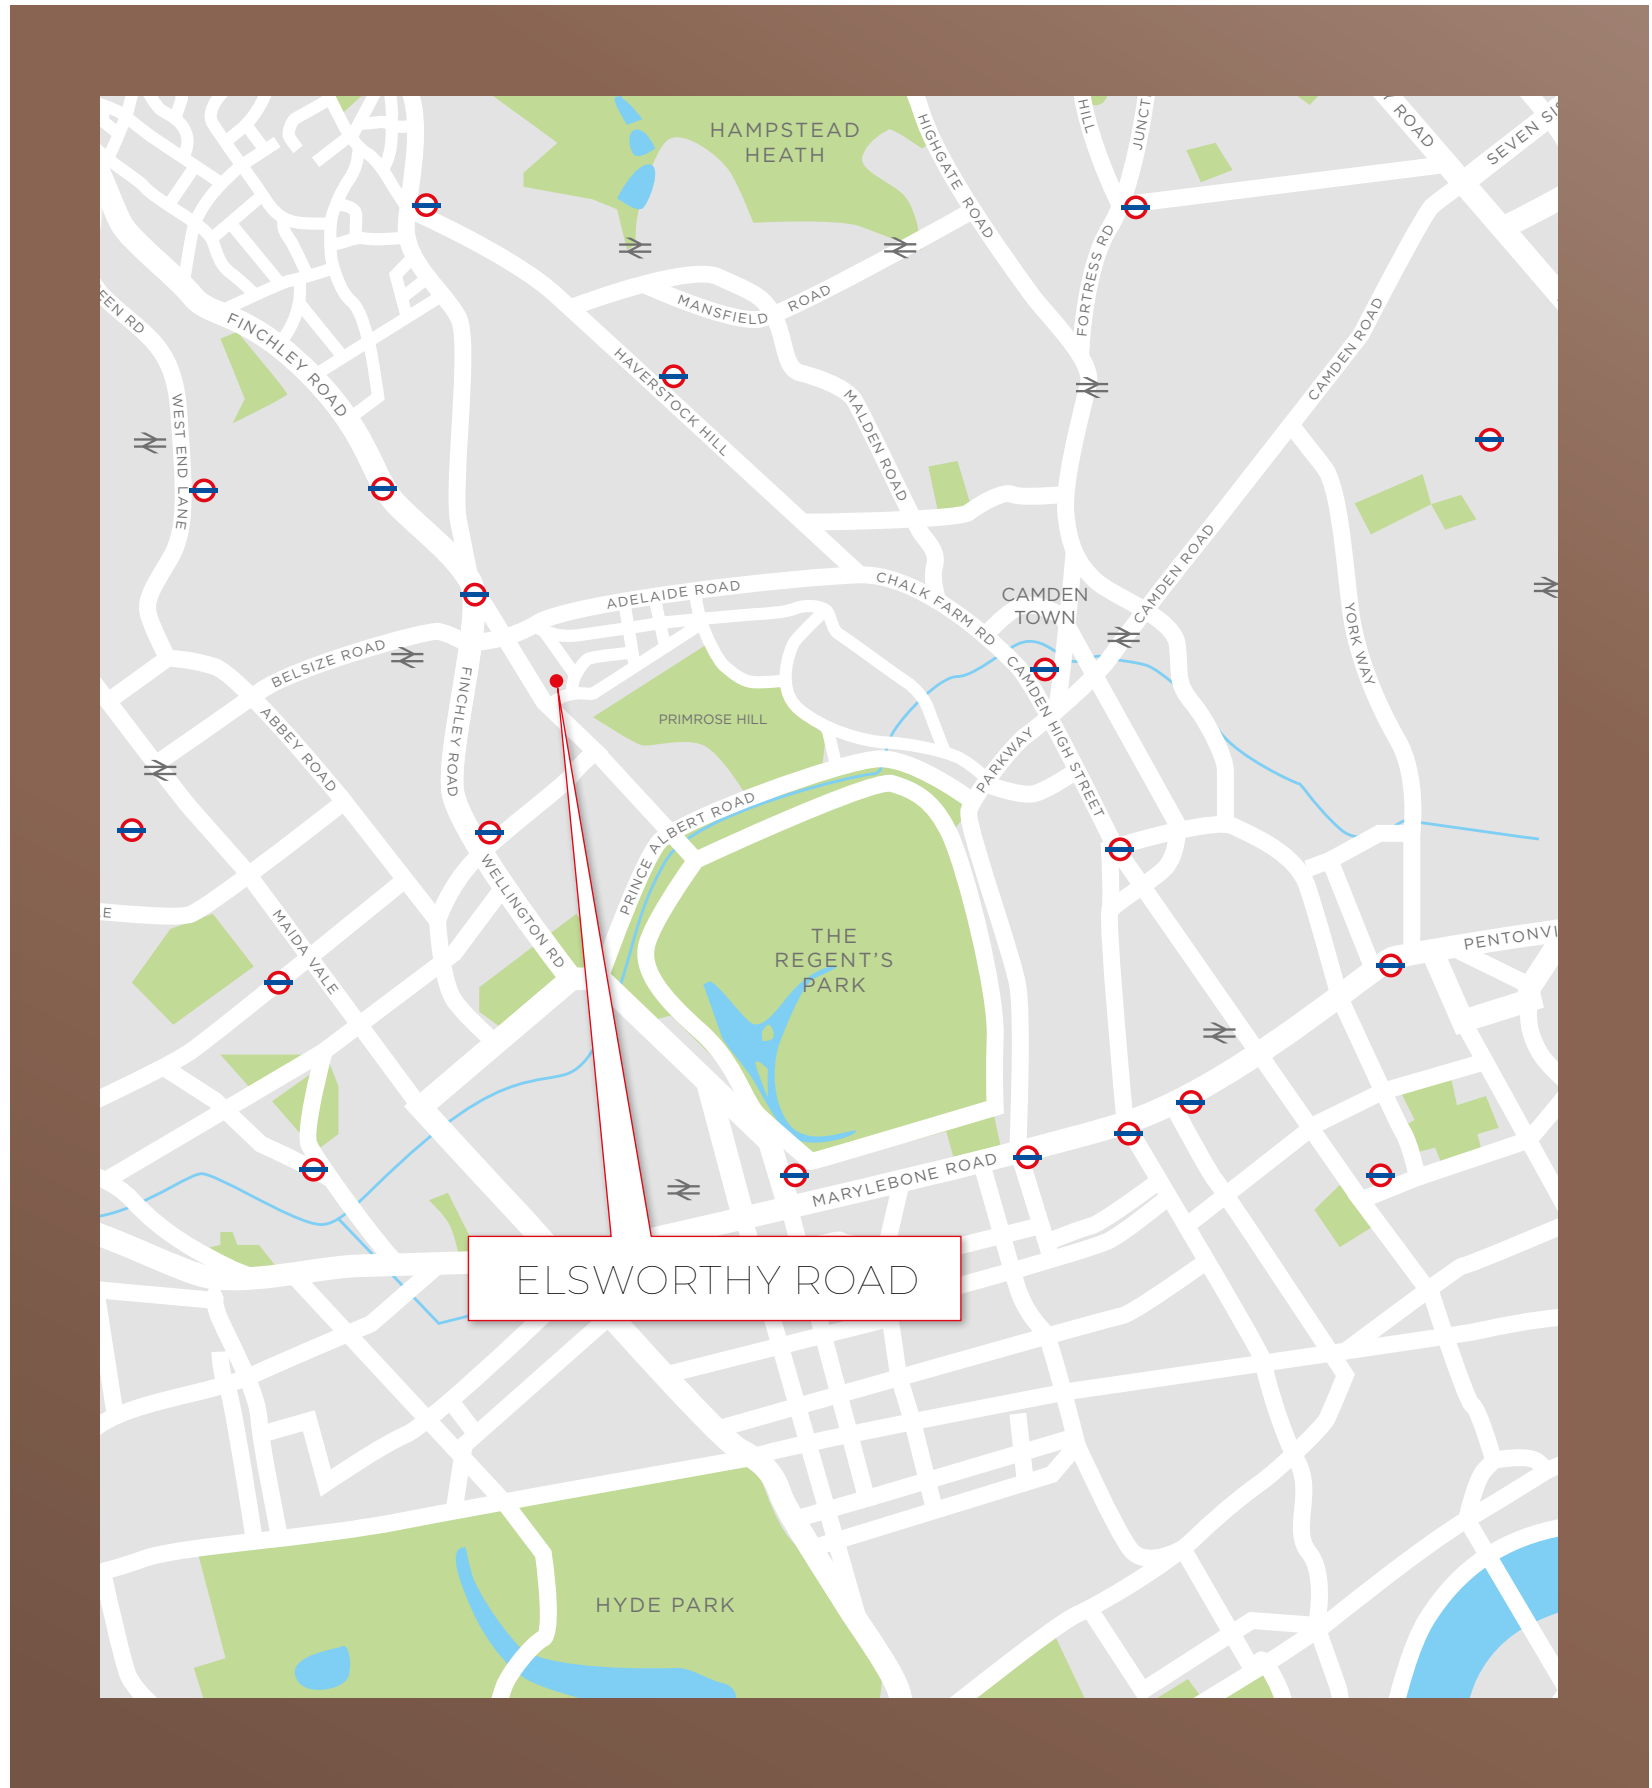 HAMPSTEAD
HEATH
HIGHGATE ROAD
HILL
JUNCT
Y ROAD
SEVEN SIS
FORTRESS RD
MANSFIELD ROAD
EEN RD
FINCHLEY ROAD
HAVERSTOCK HILL
CAMDEN ROAD
WEST END LANE
MALDEN ROAD
CAMDEN ROAD
ADELAIDE ROAD
CHALK FARM RD
CAMDEN
TOWN
YORK WAY
BELSIZE ROAD
FINCHLEY ROAD
ABBEY ROAD
PRIMROSE HILL
CAMDEN HIGH STREET
PARKWAY
PRINCE ALBERT ROAD
WELLINGTON RD
E
MAIDA VALE
THE
REGENT'S
PARK
PENTONVI
MARYLEBONE ROAD
ELSWORTHY ROAD
HYDE PARK